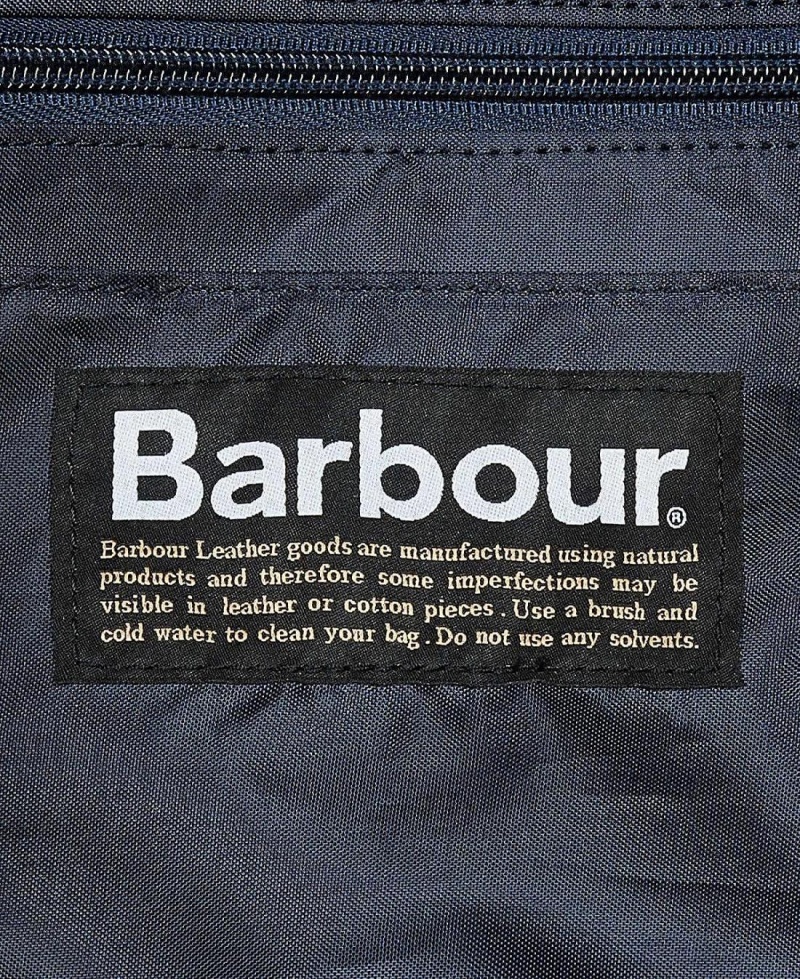 Barbour®
Barbour Leather goods are manufactured using natural
products and therefore some imperfections may be
visible in leather or cotton pieces . Use a brush and
cold water to clean your bag . Do not use any solvents.